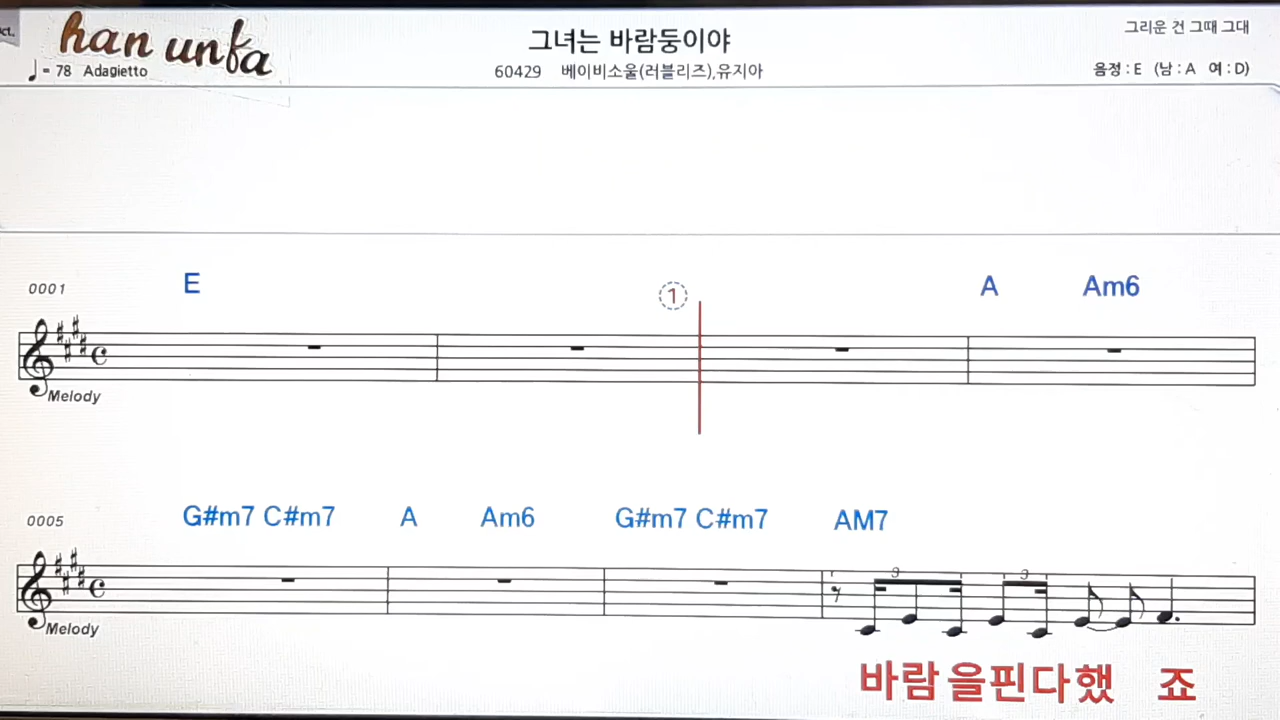 ct.
han unfa
그녀는 바람둥이야
그리운 건 그때 그대
♩= 78 Adagietto
60429 베이비소울(러블리즈),유지아
음정 : E (남 : A 여 : D)
0001
E
1
A Am6
Melody
0005
G#m7 C#m7 A Am6 G#m7 C#m7 AM7
3 3
Melody
바람을핀다했 죠